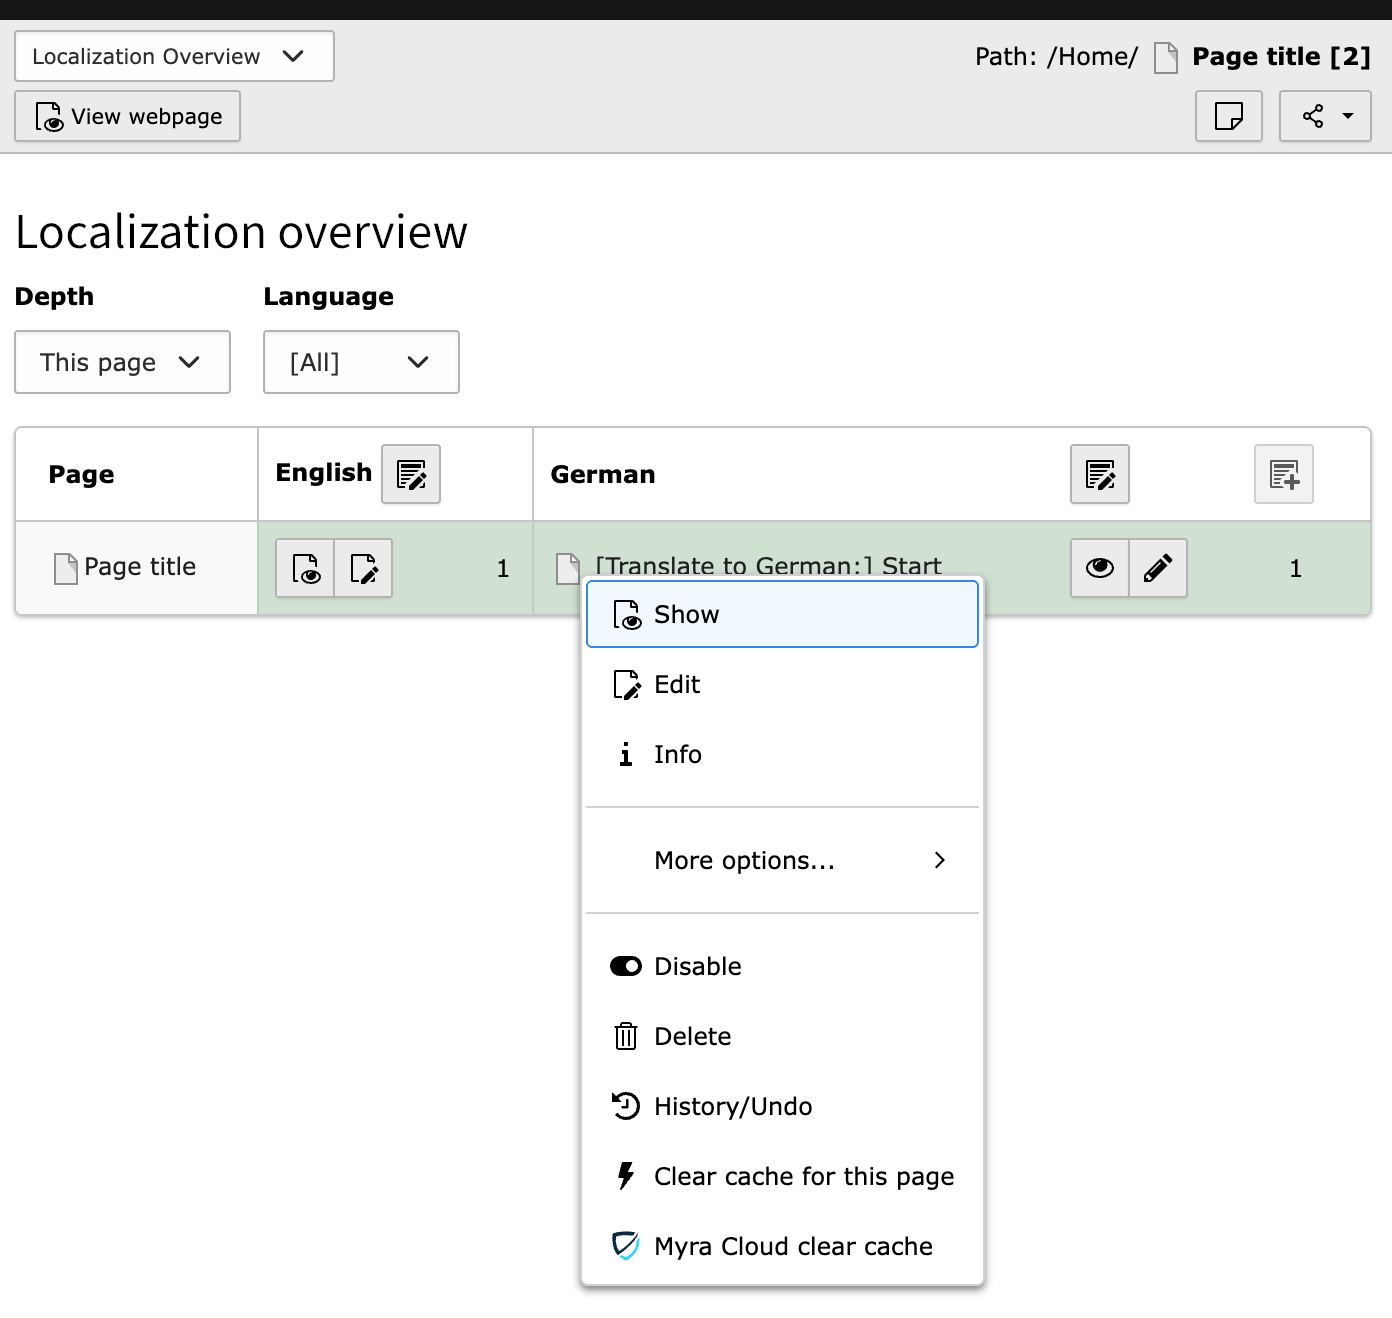 Localization Overview
Path: /Home/ Page title [2]
View webpage
Localization overview
Depth Language
This page [All]
Page English German
Page title 1 [Translate to German:] Start 1
Show
Edit
Info
More options...
Disable
Delete
History/Undo
Clear cache for this page
Myra Cloud clear cache